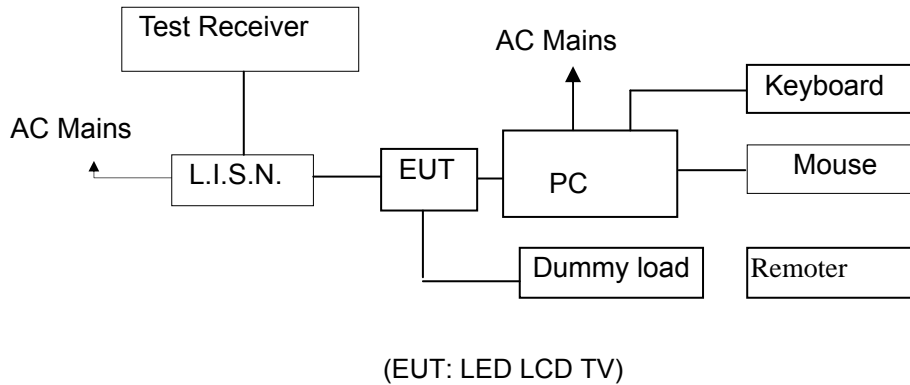 Test Receiver
AC Mains
Keyboard
AC Mains
L.I.S.N.
EUT
PC
Mouse
Dummy load
Remoter
(EUT: LED LCD TV)